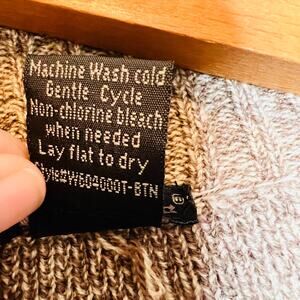 Machine Wash cold
Gentle Cycle
Non-chlorine bleach
when needed
Lay flat to dry
Style#W604000T-BTN